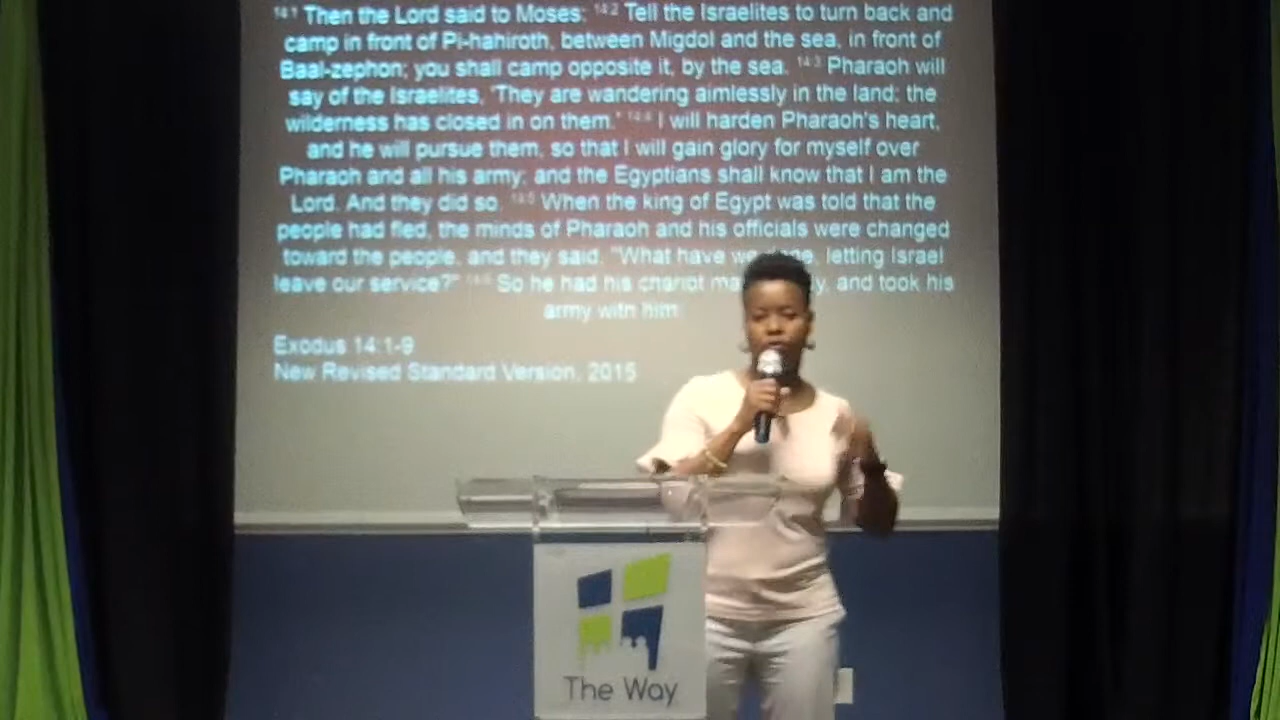 14:1 Then the Lord said to Moses: 14:2 Tell the Israelites to turn back and
camp in front of Pi-hahiroth, between Migdol and the sea, in front of
Baal-zephon; you shall camp opposite it, by the sea. 14:3 Pharaoh will
say of the Israelites, 'They are wandering aimlessly in the land; the
wilderness has closed in on them.' 14:4 I will harden Pharaoh's heart,
and he will pursue them, so that I will gain glory for myself over
Pharaoh and all his army; and the Egyptians shall know that I am the
Lord. And they did so. 14:5 When the king of Egypt was told that the
people had fled, the minds of Pharaoh and his officials were changed
toward the people, and they said, "What have we letting Israel
leave our service?" 14:6 So he had his chariot and took his
army with him
Exodus 14:1-9
New Revised Standard Version, 2015
The Way